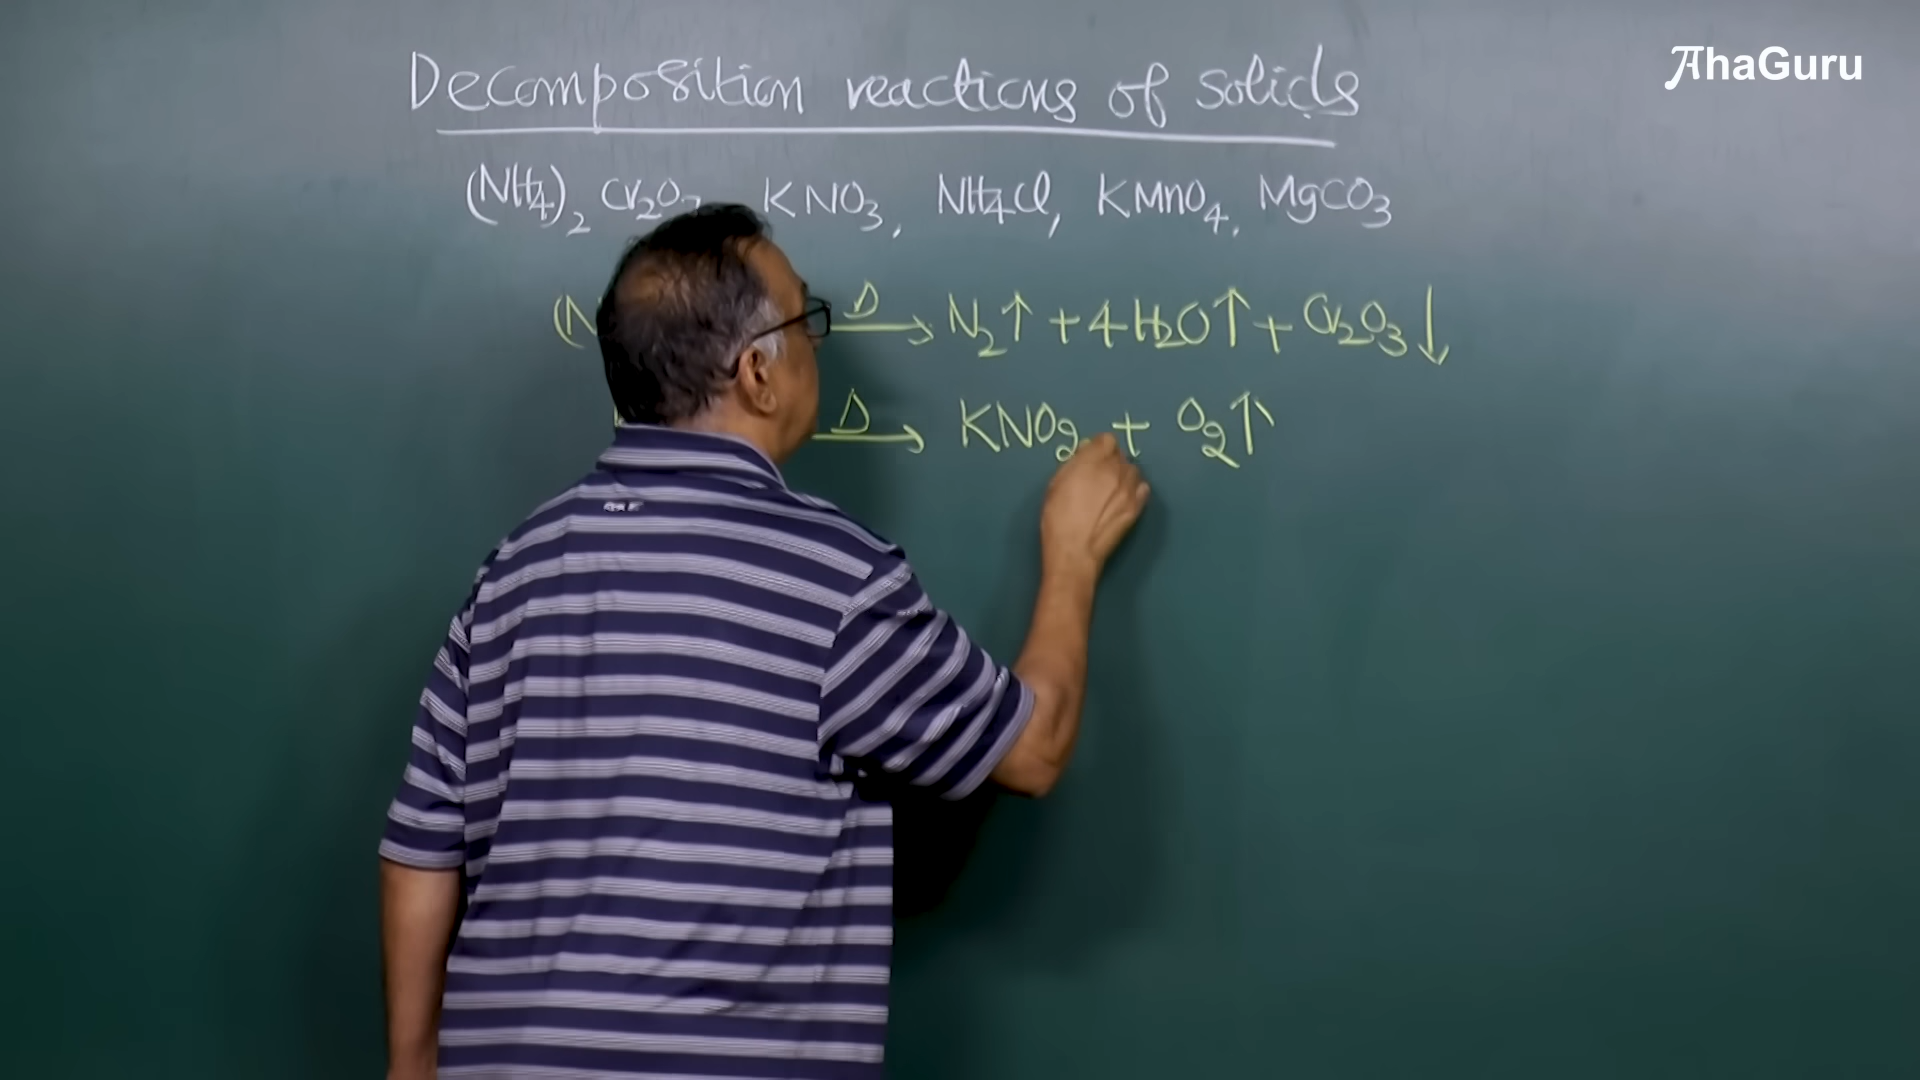 AhaGuru
Decomposition reactions of solids
(NH4)2 Cr2O7 KNO3, NH4Cl, KMnO4, MgCO3
(N Δ → N2↑ + 4H2O↑ + Cr2O3↓
Δ → KNO2 + O2↑